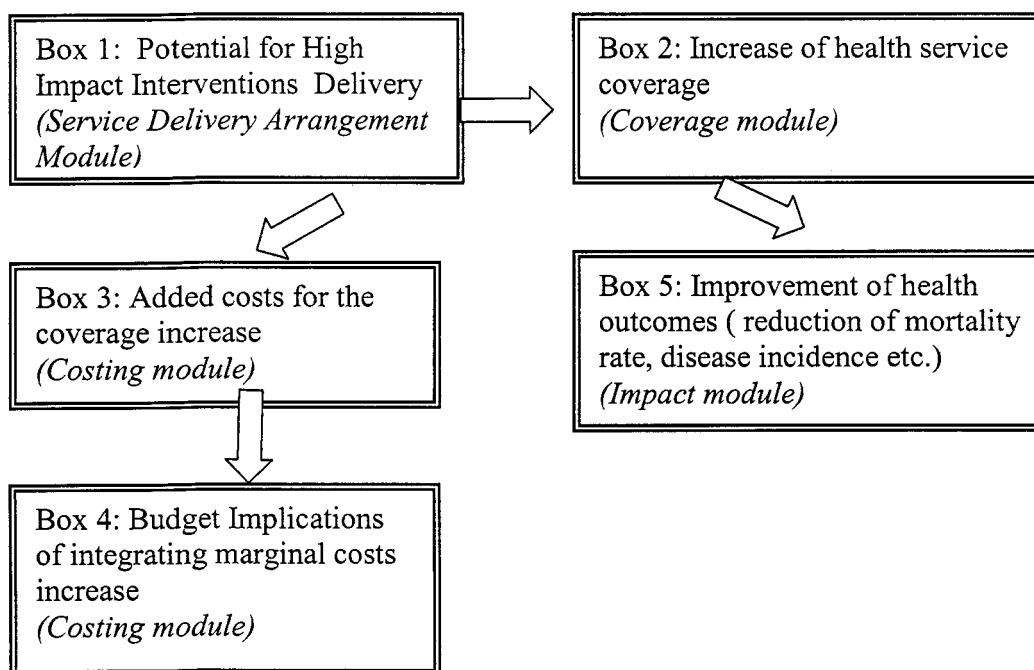 Box 1: Potential for High
Impact Interventions Delivery
(Service Delivery Arrangement
Module)
Box 2: Increase of health service
coverage
(Coverage module)
Box 3: Added costs for the
coverage increase
(Costing module)
Box 5: Improvement of health
outcomes ( reduction of mortality
rate, disease incidence etc.)
(Impact module)
Box 4: Budget Implications
of integrating marginal costs
increase
(Costing module)